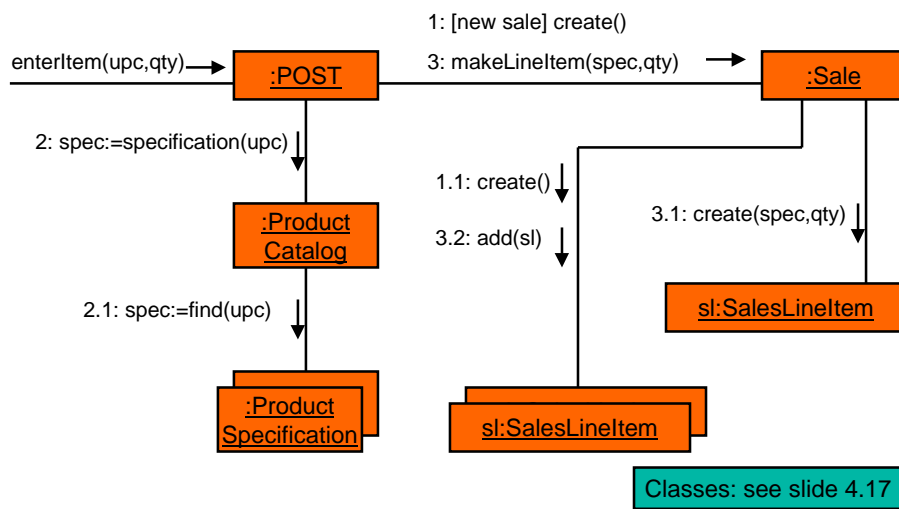 1: [new sale] create()
enterItem(upc,qty)
:POST
3: makeLineItem(spec,qty)
:Sale
2: spec:=specification(upc)
1.1: create()
3.1: create(spec,qty)
:Product
Catalog
3.2: add(sl)
2.1: spec:=find(upc)
sl:SalesLineItem
:Product
Specification
sl:SalesLineItem
Classes: see slide 4.17